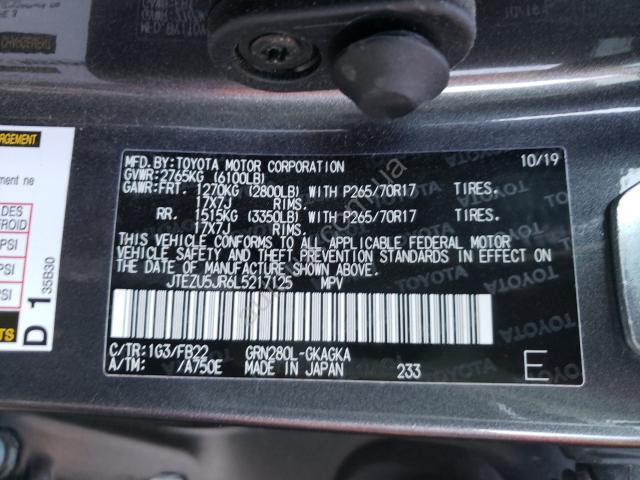 MFD.BY:TOYOTA MOTOR CORPORATION 10/19
GVWR:2765KG (6100LB)
GAWR:FRT. 1270KG (2800LB) WITH P265/70R17 TIRES.
17X7J RIMS.
RR. 1515KG (3350LB) WITH P265/70R17 TIRES.
17X7J RIMS.
THIS VEHICLE CONFORMS TO ALL APPLICABLE FEDERAL MOTOR
VEHICLE SAFETY AND THEFT PREVENTION STANDARDS IN EFFECT ON
THE DATE OF MANUFACTURE SHOWN ABOVE.
JTEZU5JR6L5217125 MPV
C/TR:1G3/FB22 GRN280L-GKAGKA
A/TM: /A750E MADE IN JAPAN 233 E
PSI
PSI
PSI
D 1
35B30
TOYOTA